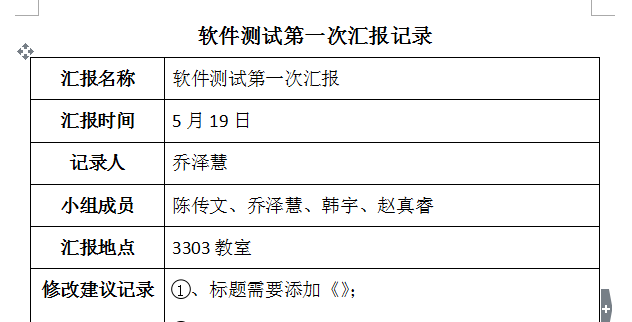 软件测试第一次汇报记录
汇报名称 软件测试第一次汇报
汇报时间 5月19日
记录人 乔泽慧
小组成员 陈传文、乔泽慧、韩宇、赵真睿
汇报地点 3303教室
修改建议记录 ①、标题需要添加《》；